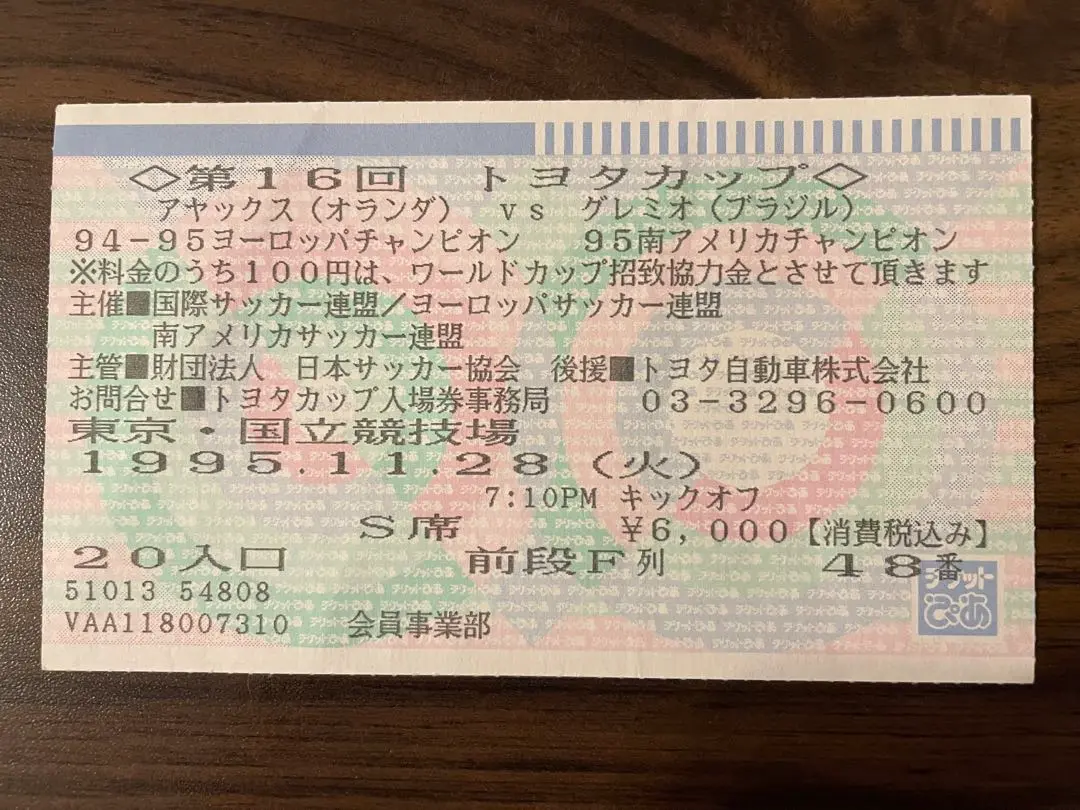 ◇第16回 トヨタカップ◇
アヤックス(オランダ) vs グレミオ(ブラジル)
94-95ヨーロッパチャンピオン 95南アメリカチャンピオン
※料金のうち100円は、ワールドカップ招致協力金とさせて頂きます
主催■国際サッカー連盟/ヨーロッパサッカー連盟
南アメリカサッカー連盟
主管■財団法人 日本サッカー協会 後援■トヨタ自動車株式会社
お問合せ■トヨタカップ入場券事務局 03-3296-0600
東京・国立競技場
1995.11.28(火)
7:10PM キックオフ
S席 ¥6,000【消費税込み】
20入口 前段F列 48番
51013 54808
VAA118007310 会員事業部
チケット
ぴあ